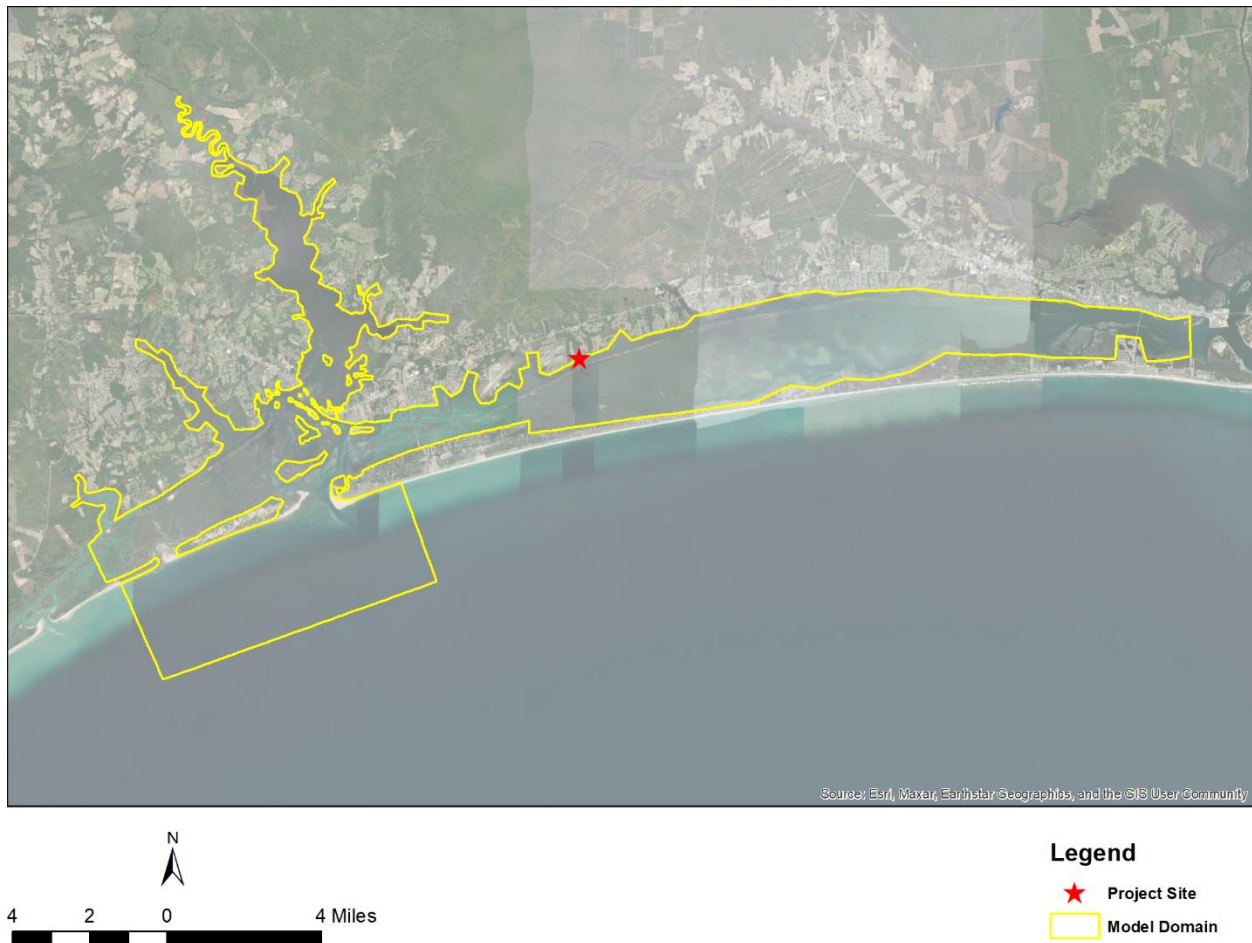 Source: Esri, Maxar, Earthstar Geographics, and the GIS User Community
N
4 2 0 4 Miles
Legend
Project Site
Model Domain